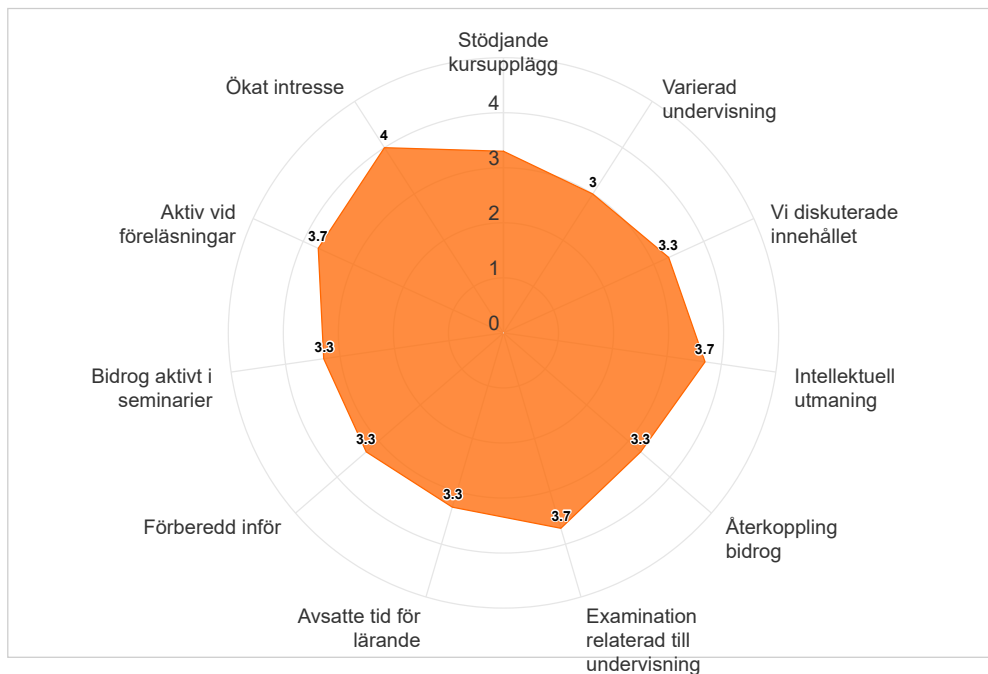 Stödjande
kursupplägg
Ökat intresse
Varierad
undervisning
4
4
3
3
Aktiv vid
föreläsningar
3.7
2
3.3
Vi diskuterade
innehållet
1
0
Bidrog aktivt i
seminarier
3.3
3.7
Intellektuell
utmaning
3.3
3.3
Förberedd inför
3.3
3.7
Återkoppling
bidrog
Avsatte tid för
lärande
Examination
relaterad till
undervisning